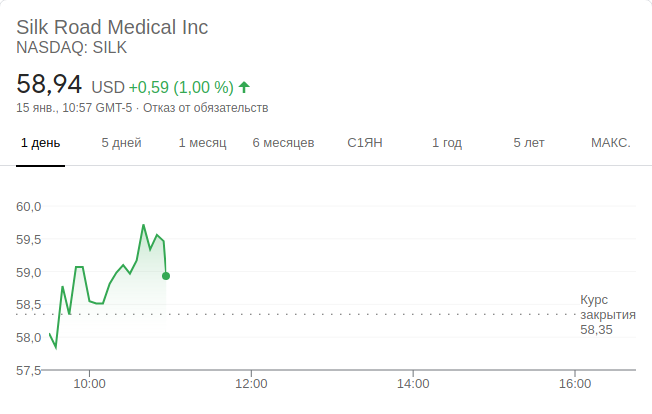 Silk Road Medical Inc
NASDAQ: SILK
58,94 USD +0,59 (1,00 %)
15 янв., 10:57 GMT-5 · Отказ от обязательств
1 день 5 дней 1 месяц 6 месяцев С1ЯН 1 год 5 лет МАКС.
60,0
59,5
59,0
58,5
58,0
57,5
Курс
закрытия
58,35
10:00 12:00 14:00 16:00